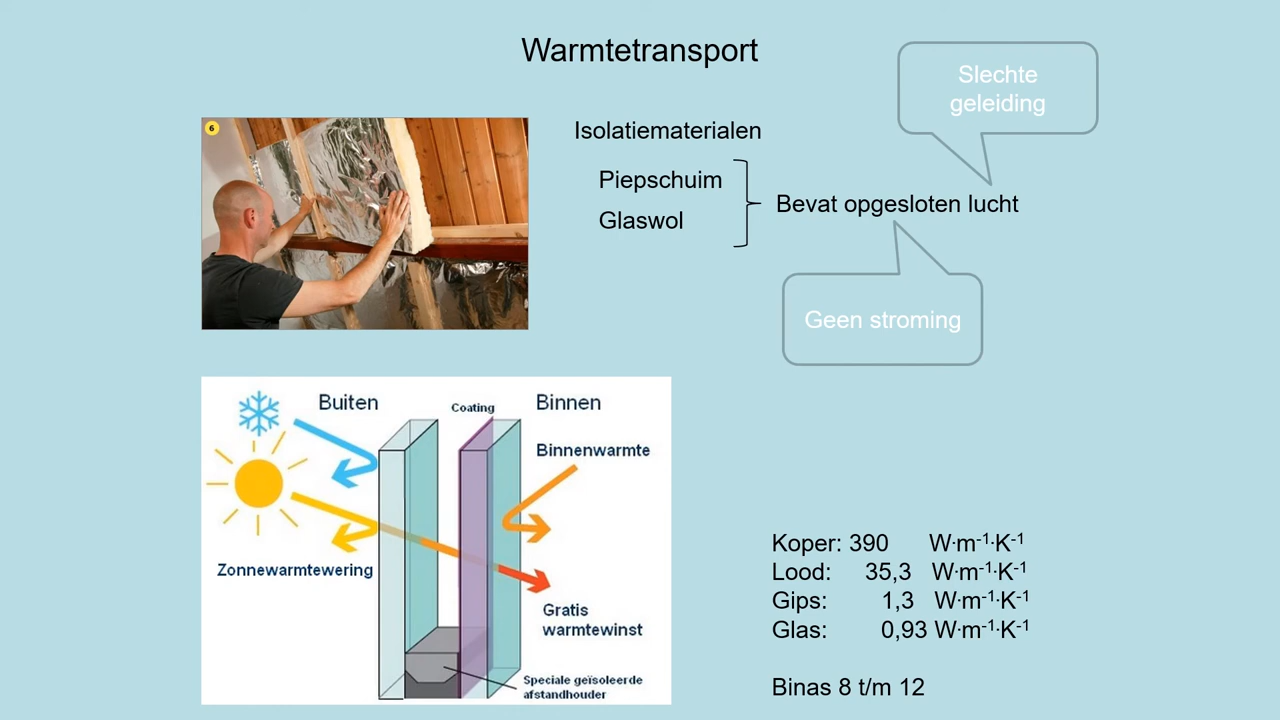 Warmtetransport
Slechte
geleiding
6
Isolatiematerialen
Piepschuim
Glaswol
Bevat opgesloten lucht
Geen stroming
Buiten
Coating
Binnen
Binnenwarmte
Zonnewarmtewering
Gratis
warmtewinst
Speciale geïsoleerde
afstandhouder
Koper: 390 W·m⁻¹·K⁻¹
Lood: 35,3 W·m⁻¹·K⁻¹
Gips: 1,3 W·m⁻¹·K⁻¹
Glas: 0,93 W·m⁻¹·K⁻¹
Binas 8 t/m 12